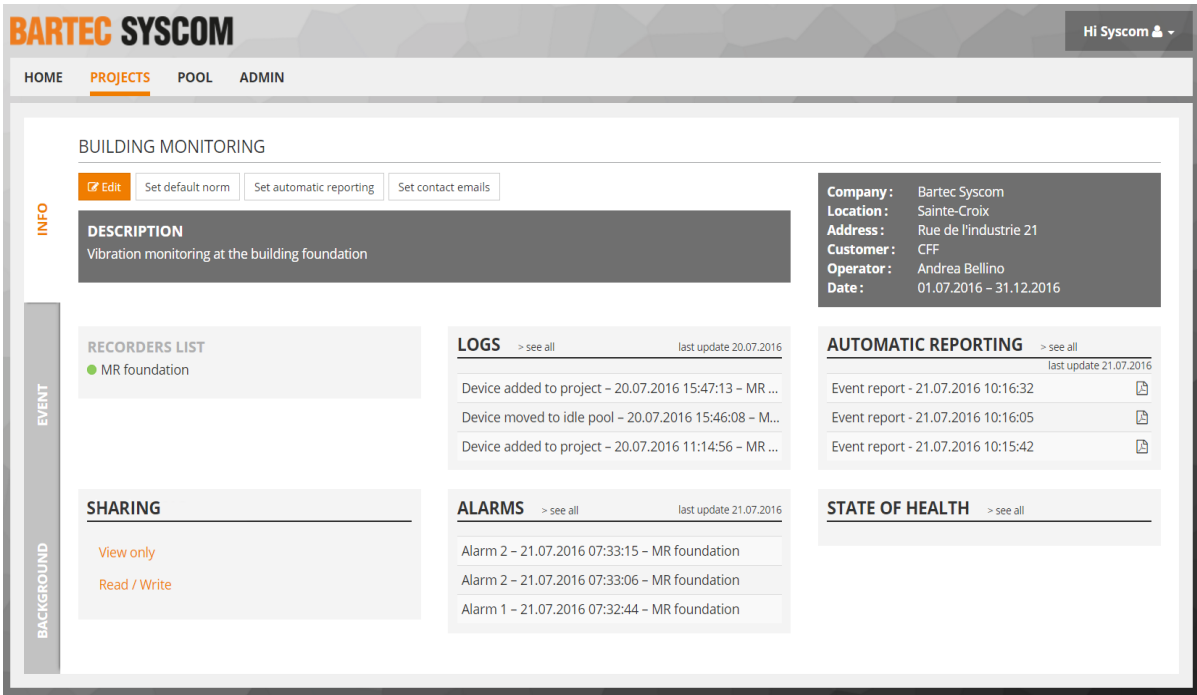 BARTEC SYSCOM
Hi Syscom
HOME PROJECTS POOL ADMIN
INFO
EVENT
BACKGROUND
BUILDING MONITORING
Edit Set default norm Set automatic reporting Set contact emails
DESCRIPTION
Vibration monitoring at the building foundation
Company : Bartec Syscom
Location : Sainte-Croix
Address : Rue de l'industrie 21
Customer : CFF
Operator : Andrea Bellino
Date : 01.07.2016 – 31.12.2016
RECORDERS LIST
MR foundation
LOGS > see all last update 20.07.2016
Device added to project – 20.07.2016 15:47:13 – MR ...
Device moved to idle pool – 20.07.2016 15:46:08 – M...
Device added to project – 20.07.2016 11:14:56 – MR ...
AUTOMATIC REPORTING > see all
last update 21.07.2016
Event report - 21.07.2016 10:16:32
Event report - 21.07.2016 10:16:05
Event report - 21.07.2016 10:15:42
SHARING
View only
Read / Write
ALARMS > see all last update 21.07.2016
Alarm 2 – 21.07.2016 07:33:15 – MR foundation
Alarm 2 – 21.07.2016 07:33:06 – MR foundation
Alarm 1 – 21.07.2016 07:32:44 – MR foundation
STATE OF HEALTH > see all